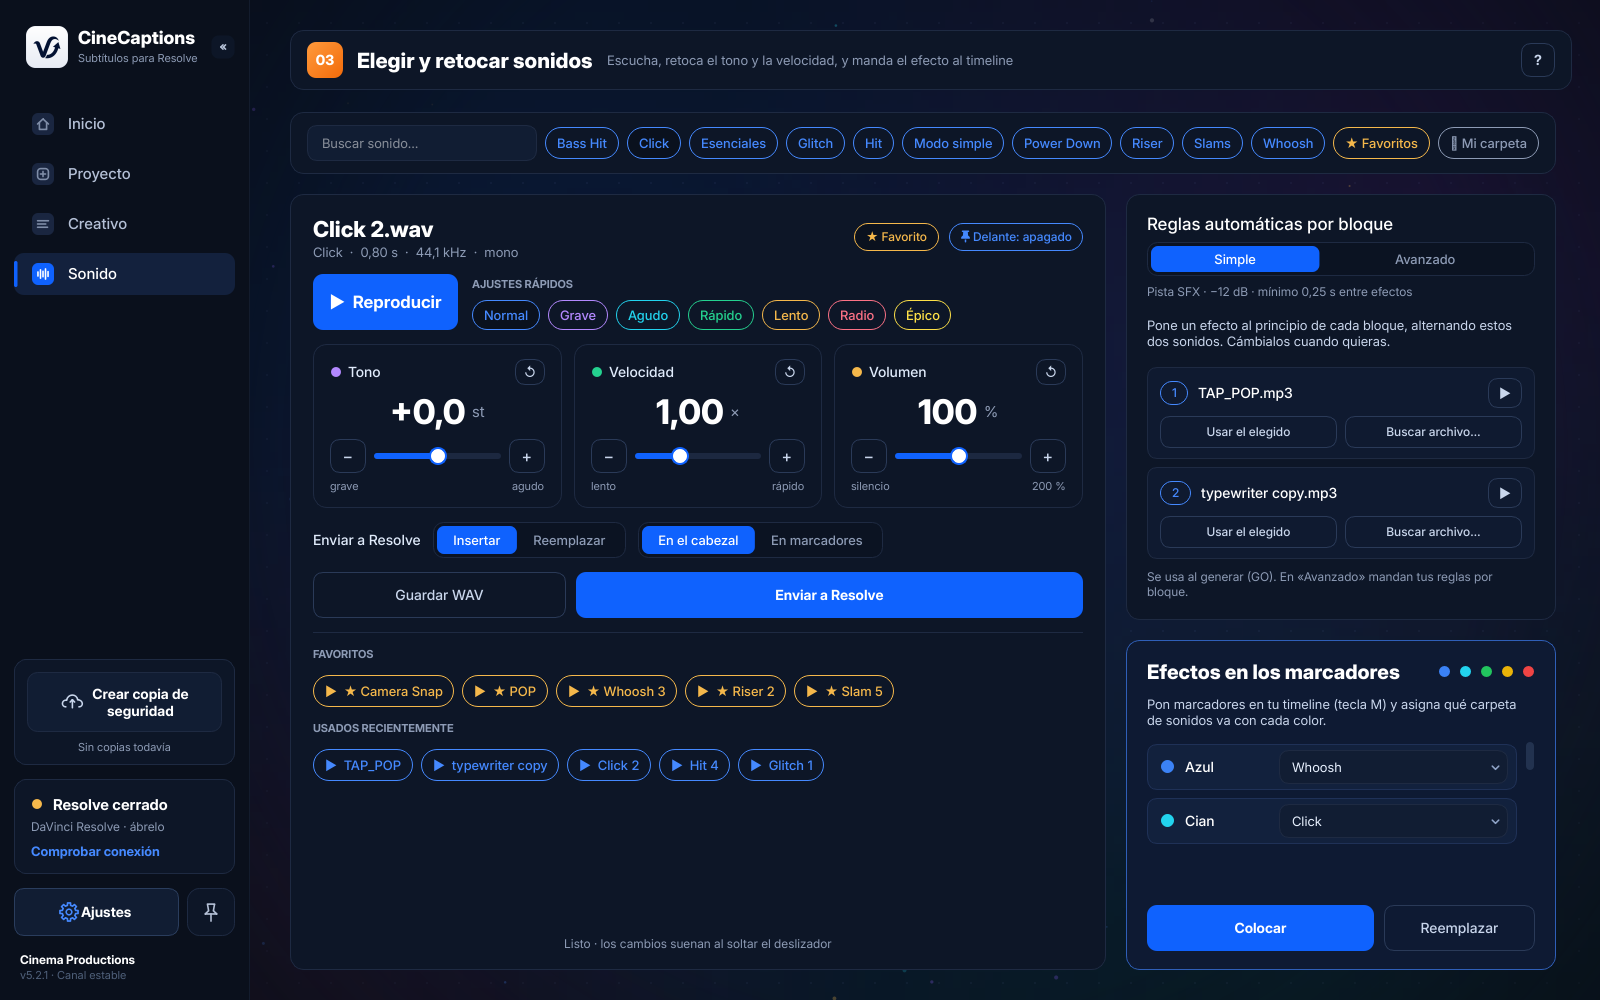 CineCaptions
Subtítulos para Resolve
«
Inicio
Proyecto
Creativo
Sonido
Crear copia de
seguridad
Sin copias todavía
Resolve cerrado
DaVinci Resolve · ábrelo
Comprobar conexión
Ajustes
Cinema Productions
v5.2.1 · Canal estable
03 Elegir y retocar sonidos Escucha, retoca el tono y la velocidad, y manda el efecto al timeline ?
Buscar sonido... Bass Hit Click Esenciales Glitch Hit Modo simple Power Down Riser Slams Whoosh ★ Favoritos Mi carpeta
Click 2.wav
Click · 0,80 s · 44,1 kHz · mono
★ Favorito Delante: apagado
▶ Reproducir
AJUSTES RÁPIDOS
Normal Grave Agudo Rápido Lento Radio Épico
Tono
+0,0 st
− +
grave agudo
Velocidad
1,00 ×
− +
lento rápido
Volumen
100 %
− +
silencio 200 %
Enviar a Resolve Insertar Reemplazar En el cabezal En marcadores
Guardar WAV Enviar a Resolve
FAVORITOS
▶ ★ Camera Snap ▶ ★ POP ▶ ★ Whoosh 3 ▶ ★ Riser 2 ▶ ★ Slam 5
USADOS RECIENTEMENTE
▶ TAP_POP ▶ typewriter copy ▶ Click 2 ▶ Hit 4 ▶ Glitch 1
Listo · los cambios suenan al soltar el deslizador
Reglas automáticas por bloque
Simple Avanzado
Pista SFX · −12 dB · mínimo 0,25 s entre efectos
Pone un efecto al principio de cada bloque, alternando estos
dos sonidos. Cámbialos cuando quieras.
1 TAP_POP.mp3 ▶
Usar el elegido Buscar archivo...
2 typewriter copy.mp3 ▶
Usar el elegido Buscar archivo...
Se usa al generar (GO). En «Avanzado» mandan tus reglas por
bloque.
Efectos en los marcadores
Pon marcadores en tu timeline (tecla M) y asigna qué carpeta
de sonidos va con cada color.
Azul Whoosh
Cian Click
Colocar Reemplazar